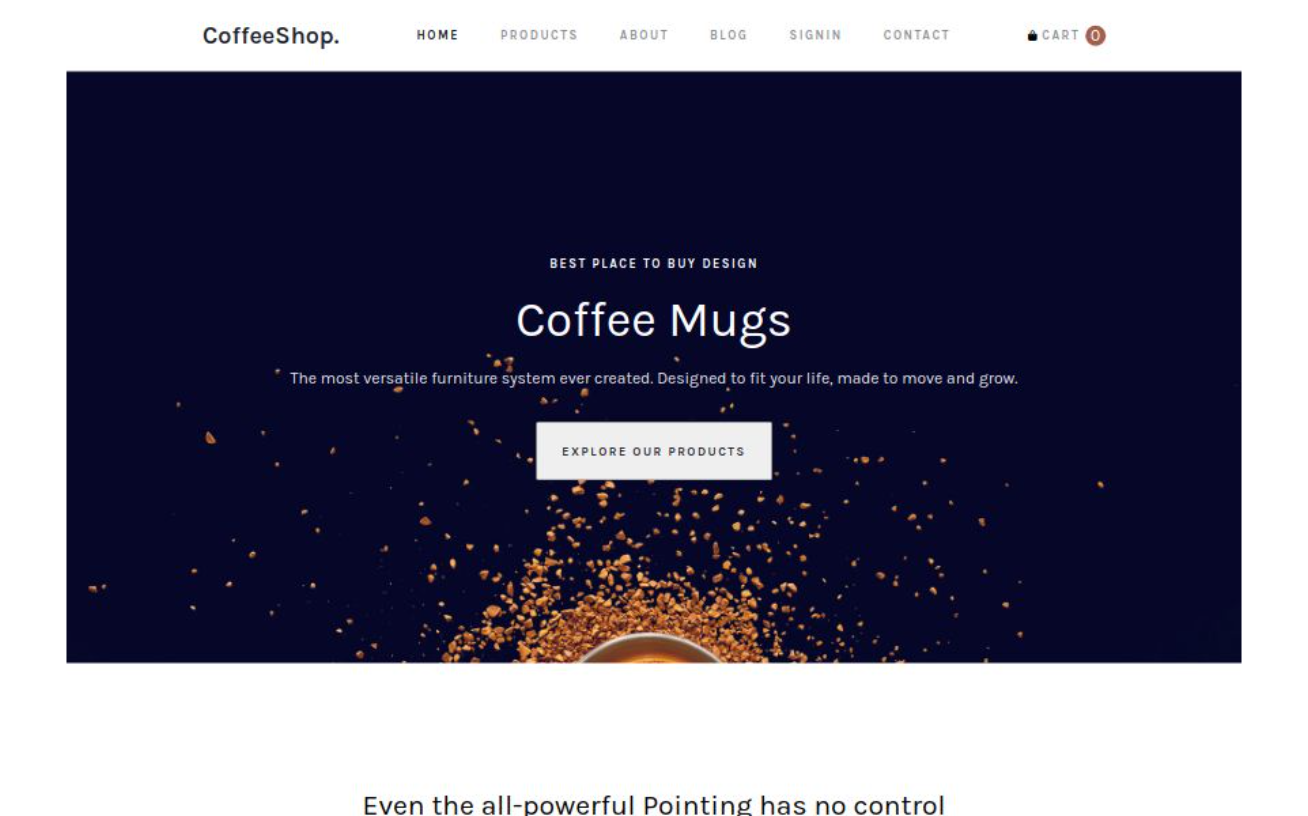 CoffeeShop.
HOME PRODUCTS ABOUT BLOG SIGNIN CONTACT CART 0
BEST PLACE TO BUY DESIGN
Coffee Mugs
The most versatile furniture system ever created. Designed to fit your life, made to move and grow.
EXPLORE OUR PRODUCTS
Even the all-powerful Pointing has no control